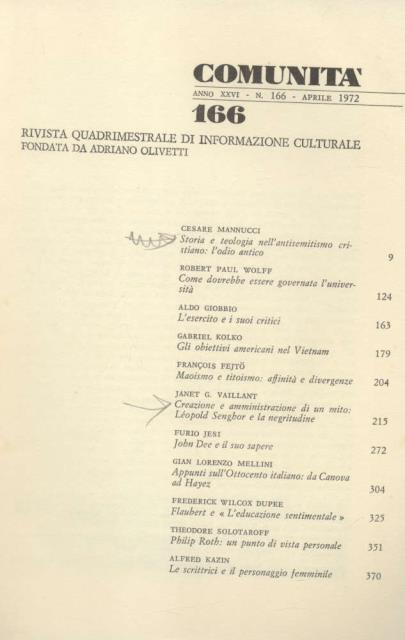 COMUNITA'
ANNO XXVI - N. 166 - APRILE 1972
166
RIVISTA QUADRIMESTRALE DI INFORMAZIONE CULTURALE
FONDATA DA ADRIANO OLIVETTI
CESARE MANNUCCI
Storia e teologia nell'antisemitismo cri-
stiano: l'odio antico 9
ROBERT PAUL WOLFF
Come dovrebbe essere governata l'univer-
sità 124
ALDO GIOBBIO
L'esercito e i suoi critici 163
GABRIEL KOLKO
Gli obiettivi americani nel Vietnam 179
FRANÇOIS FEJTÖ
Maoismo e titoismo: affinità e divergenze 204
JANET G. VAILLANT
Creazione e amministrazione di un mito:
Léopold Senghor e la negritudine 215
FURIO JESI
John Dee e il suo sapere 272
GIAN LORENZO MELLINI
Appunti sull'Ottocento italiano: da Canova
ad Hayez 304
FREDERICK WILCOX DUPEE
Flaubert e « L'educazione sentimentale » 325
THEODORE SOLOTAROFF
Philip Roth: un punto di vista personale 351
ALFRED KAZIN
Le scrittrici e il personaggio femminile 370